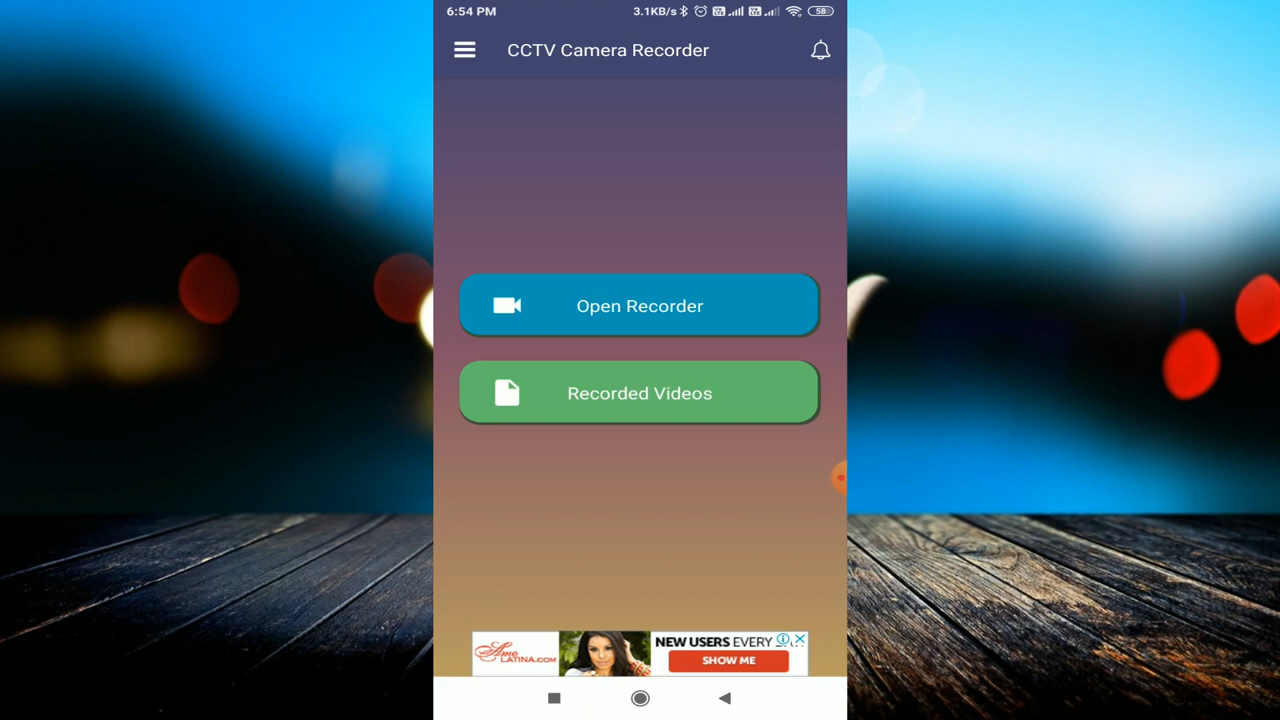 6:54 PM
3.1KB/s
58
CCTV Camera Recorder
Open Recorder
Recorded Videos
Amo
LATINA.COM
NEW USERS EVERY
SHOW ME